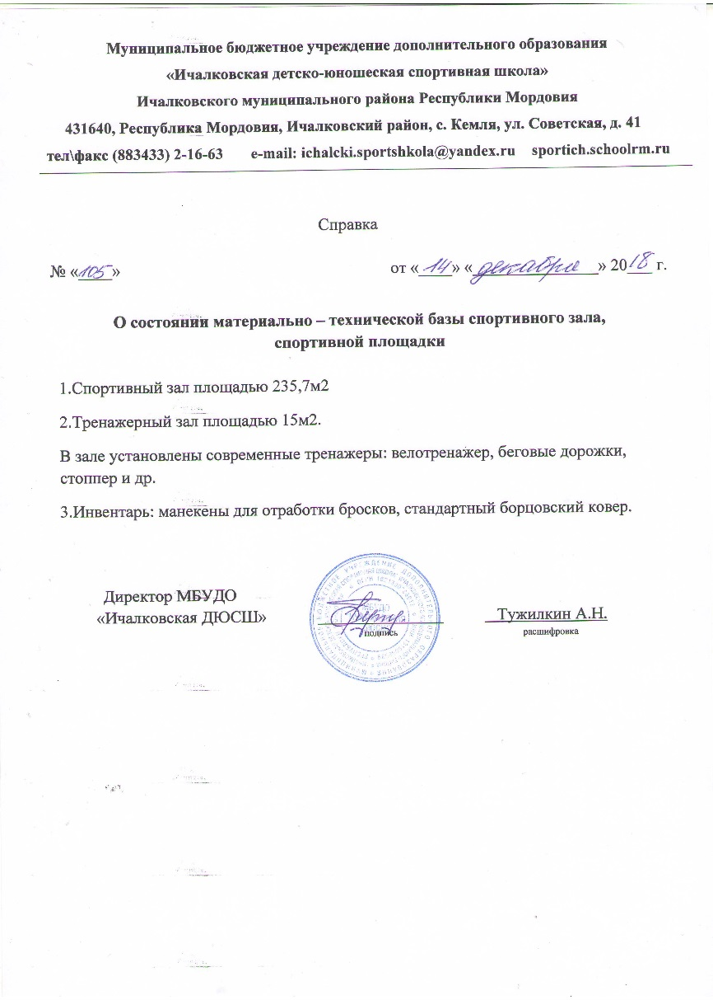 Муниципальное бюджетное учреждение дополнительного образования
«Ичалковская детско-юношеская спортивная школа»
Ичалковского муниципального района Республики Мордовия
431640, Республика Мордовия, Ичалковский район, с. Кемля, ул. Советская, д. 41
тел\факс (883433) 2-16-63 e-mail: ichalcki.sportshkola@yandex.ru sportich.schoolrm.ru
Справка
№ «105» от «14» «декабря» 2018 г.
О состоянии материально – технической базы спортивного зала,
спортивной площадки
1.Спортивный зал площадью 235,7м2
2.Тренажерный зал площадью 15м2.
В зале установлены современные тренажеры: велотренажер, беговые дорожки,
стоппер и др.
3.Инвентарь: манекены для отработки бросков, стандартный борцовский ковер.
Директор МБУДО
«Ичалковская ДЮСШ» Тужилкин А.Н.
подпись расшифровка